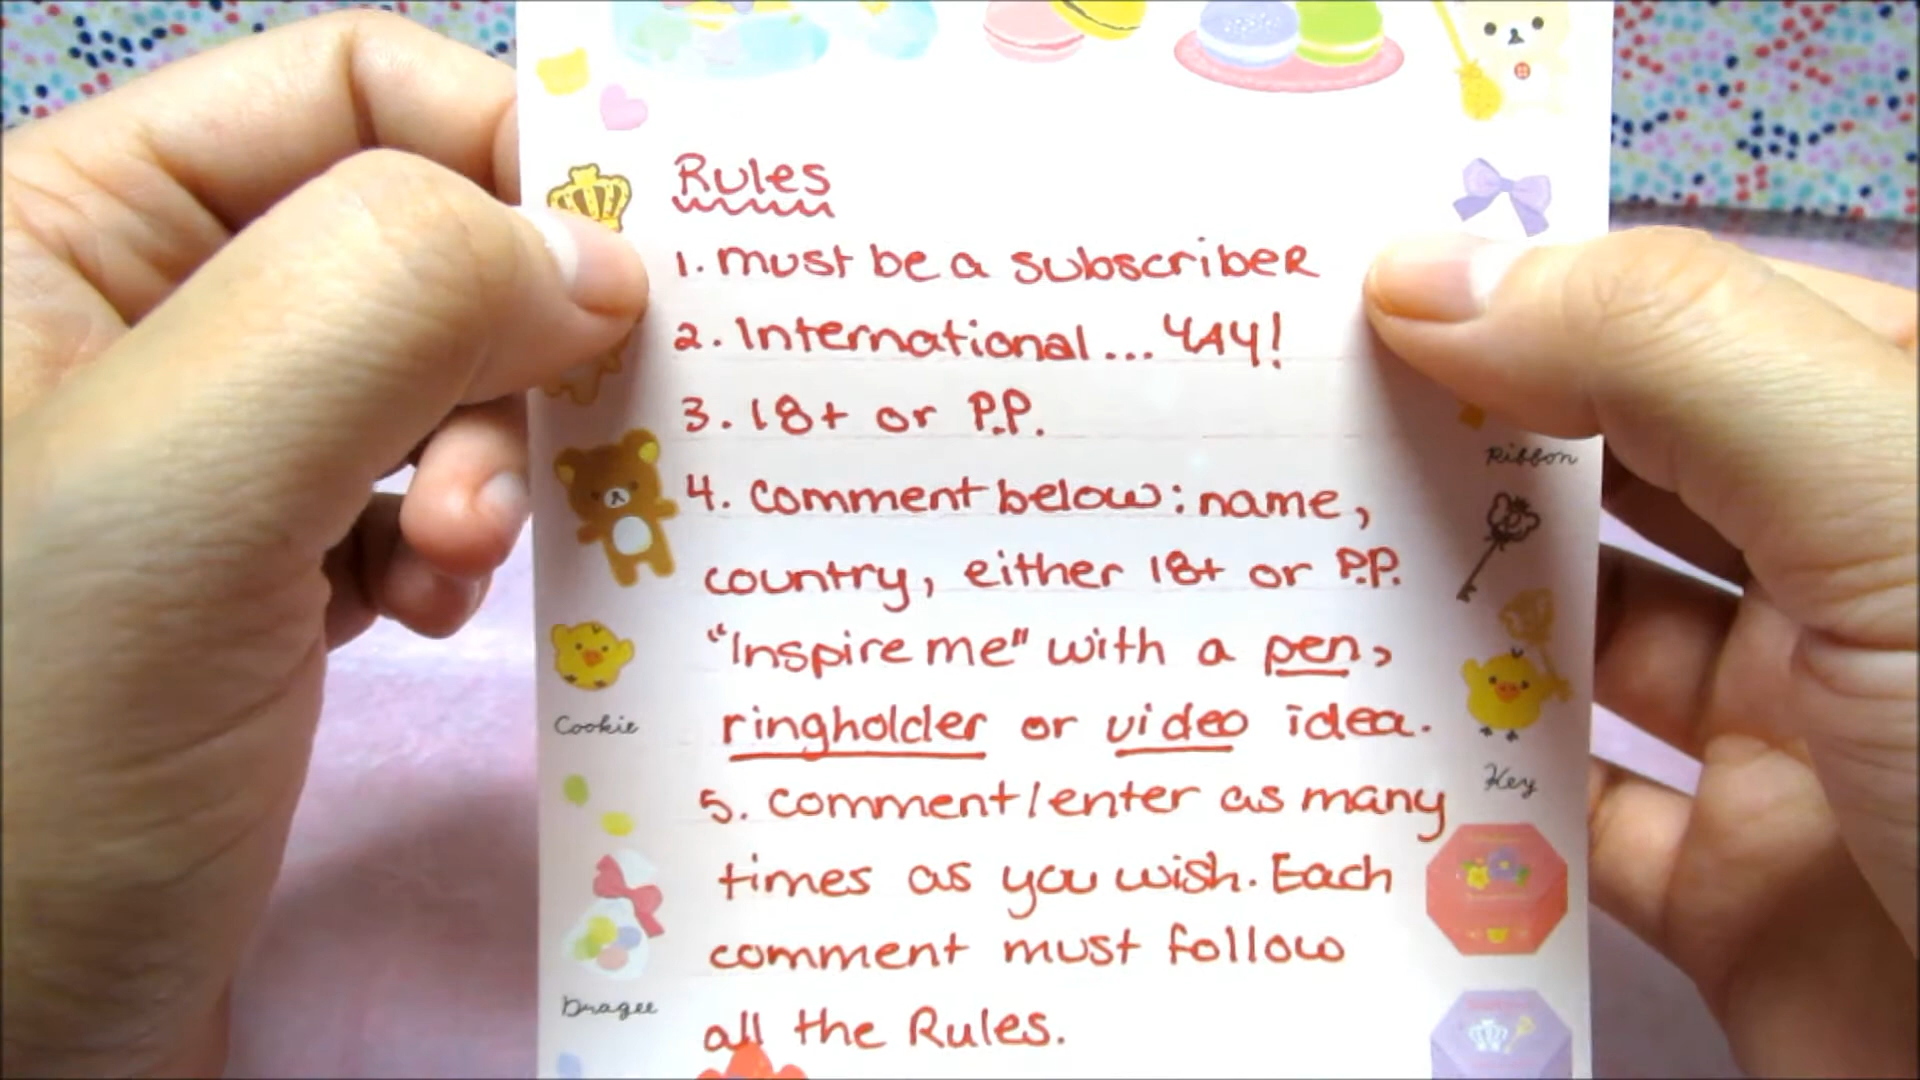 Rules
1. must be a subscriber
2. International... YAY!
3. 18+ or P.P.
4. comment below: name,
country, either 18+ or P.P.
"Inspire me" with a pen,
ringholder or video idea.
5. comment/enter as many
times as you wish. Each
comment must follow
all the Rules.
Cookie
Dragee
Ribbon
Key